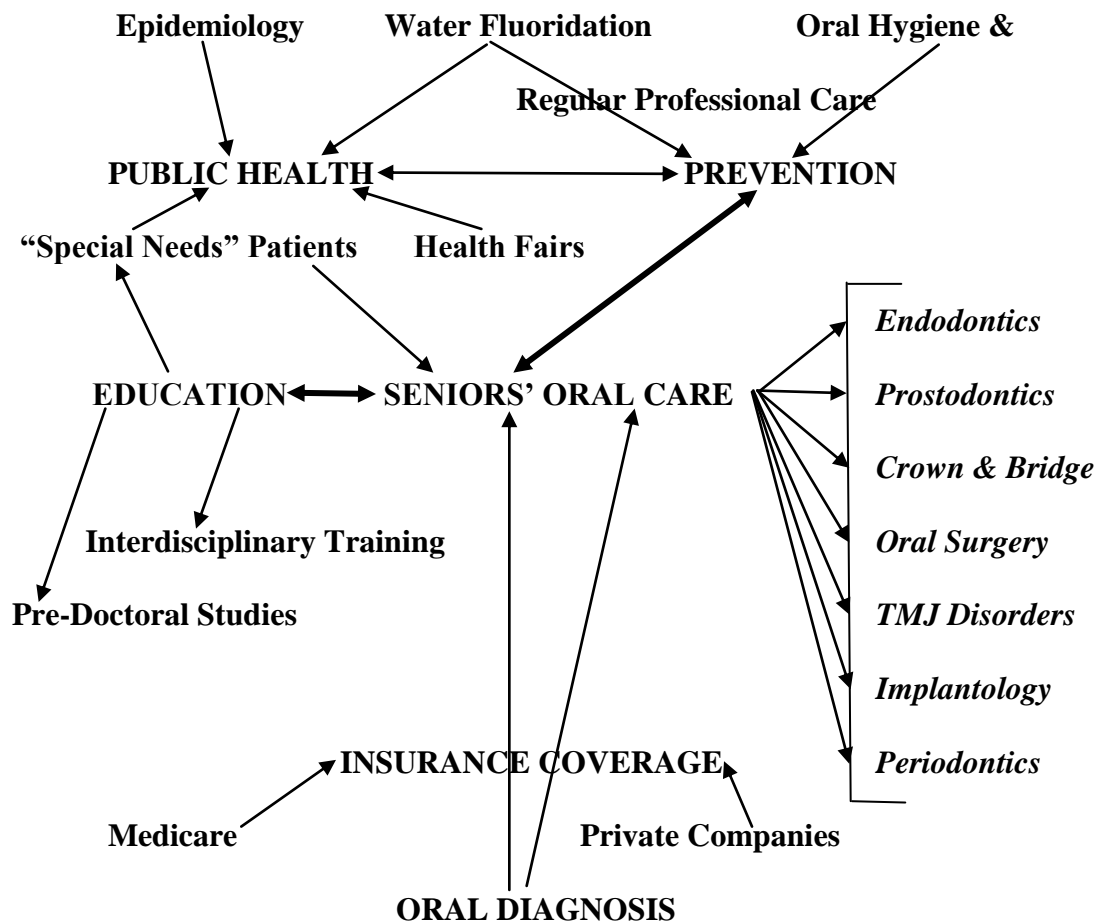 Epidemiology Water Fluoridation Oral Hygiene &
Regular Professional Care
PUBLIC HEALTH PREVENTION
“Special Needs” Patients Health Fairs
Endodontics
EDUCATION SENIORS’ ORAL CARE Prostodontics
Crown & Bridge
Interdisciplinary Training Oral Surgery
Pre-Doctoral Studies TMJ Disorders
Implantology
INSURANCE COVERAGE Periodontics
Medicare Private Companies
ORAL DIAGNOSIS